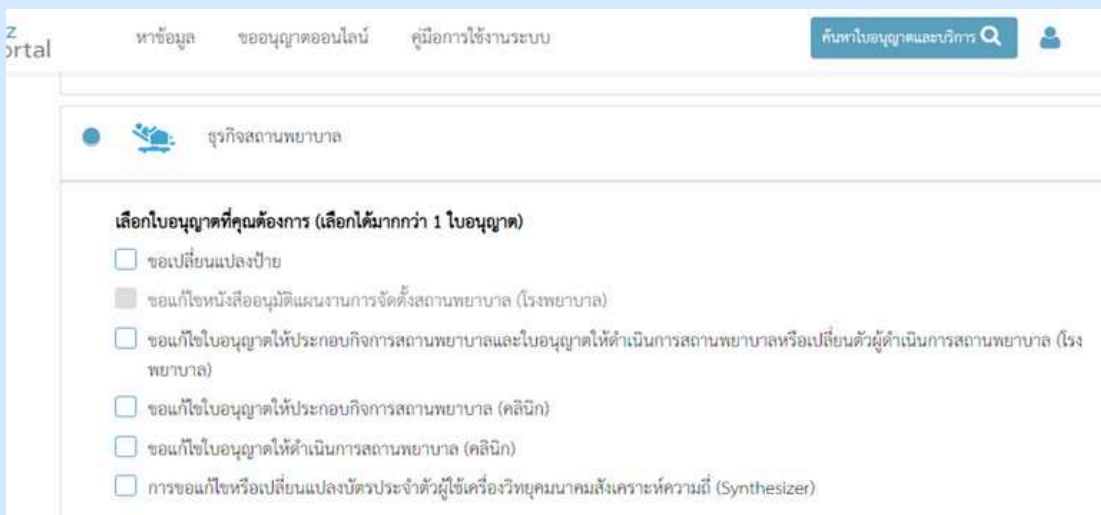 z
ortal
หาข้อมูล ขออนุญาตออนไลน์ คู่มือการใช้งานระบบ ค้นหาใบอนุญาตและบริการ
ธุรกิจสถานพยาบาล
เลือกใบอนุญาตที่คุณต้องการ (เลือกได้มากกว่า 1 ใบอนุญาต)
ขอเปลี่ยนแปลงป้าย
ขอแก้ไขหนังสืออนุมัติแผนงานการจัดตั้งสถานพยาบาล (โรงพยาบาล)
ขอแก้ไขใบอนุญาตให้ประกอบกิจการสถานพยาบาลและใบอนุญาตให้ดำเนินการสถานพยาบาลหรือเปลี่ยนตัวผู้ดำเนินการสถานพยาบาล (โรง
พยาบาล)
ขอแก้ไขใบอนุญาตให้ประกอบกิจการสถานพยาบาล (คลินิก)
ขอแก้ไขใบอนุญาตให้ดำเนินการสถานพยาบาล (คลินิก)
การขอแก้ไขหรือเปลี่ยนแปลงบัตรประจำตัวผู้ใช้เครื่องวิทยุคมนาคมสังเคราะห์ความถี่ (Synthesizer)